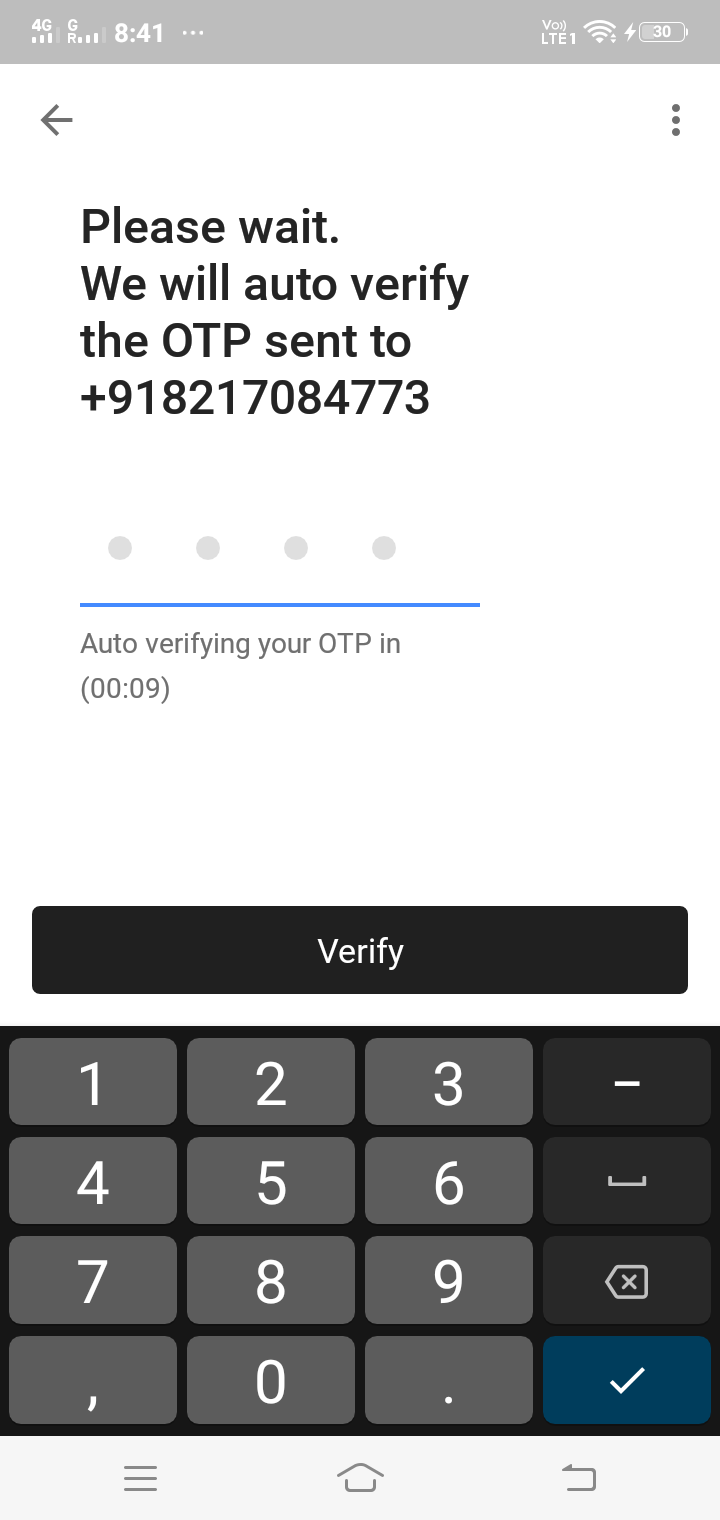 4G G R 8:41 ... Vo)) LTE1 30
Please wait.
We will auto verify
the OTP sent to
+918217084773
Auto verifying your OTP in
(00:09)
Verify
1 2 3 –
4 5 6
7 8 9
, 0 .